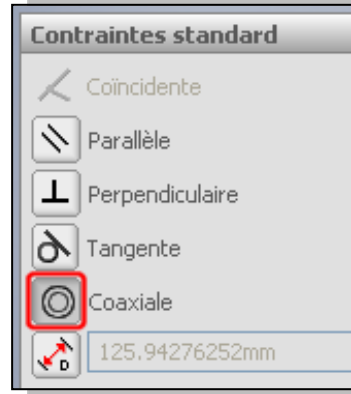 Contraintes standard
Coïncidente
Parallèle
Perpendiculaire
Tangente
Coaxiale
D 125.94276252mm